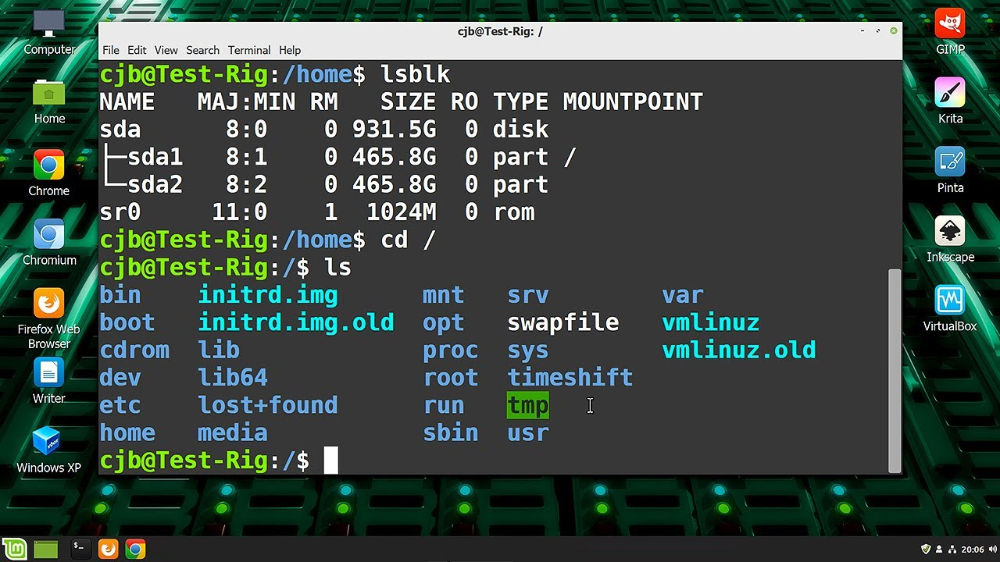 cjb@Test-Rig: /
File Edit View Search Terminal Help
cjb@Test-Rig:/home$ lsblk
NAME   MAJ:MIN RM   SIZE RO TYPE MOUNTPOINT
sda      8:0    0 931.5G  0 disk
├─sda1   8:1    0 465.8G  0 part /
└─sda2   8:2    0 465.8G  0 part
sr0     11:0    1  1024M  0 rom
cjb@Test-Rig:/home$ cd /
cjb@Test-Rig:/$ ls
bin    initrd.img      mnt   srv       var
boot   initrd.img.old  opt   swapfile  vmlinuz
cdrom  lib             proc  sys       vmlinuz.old
dev    lib64           root  timeshift
etc    lost+found      run   tmp
home   media           sbin  usr
cjb@Test-Rig:/$
Computer
Home
Chrome
Chromium
Firefox Web
Browser
Writer
vbox
Windows XP
GIMP
Krita
Pinta
Inkscape
VirtualBox
20:06